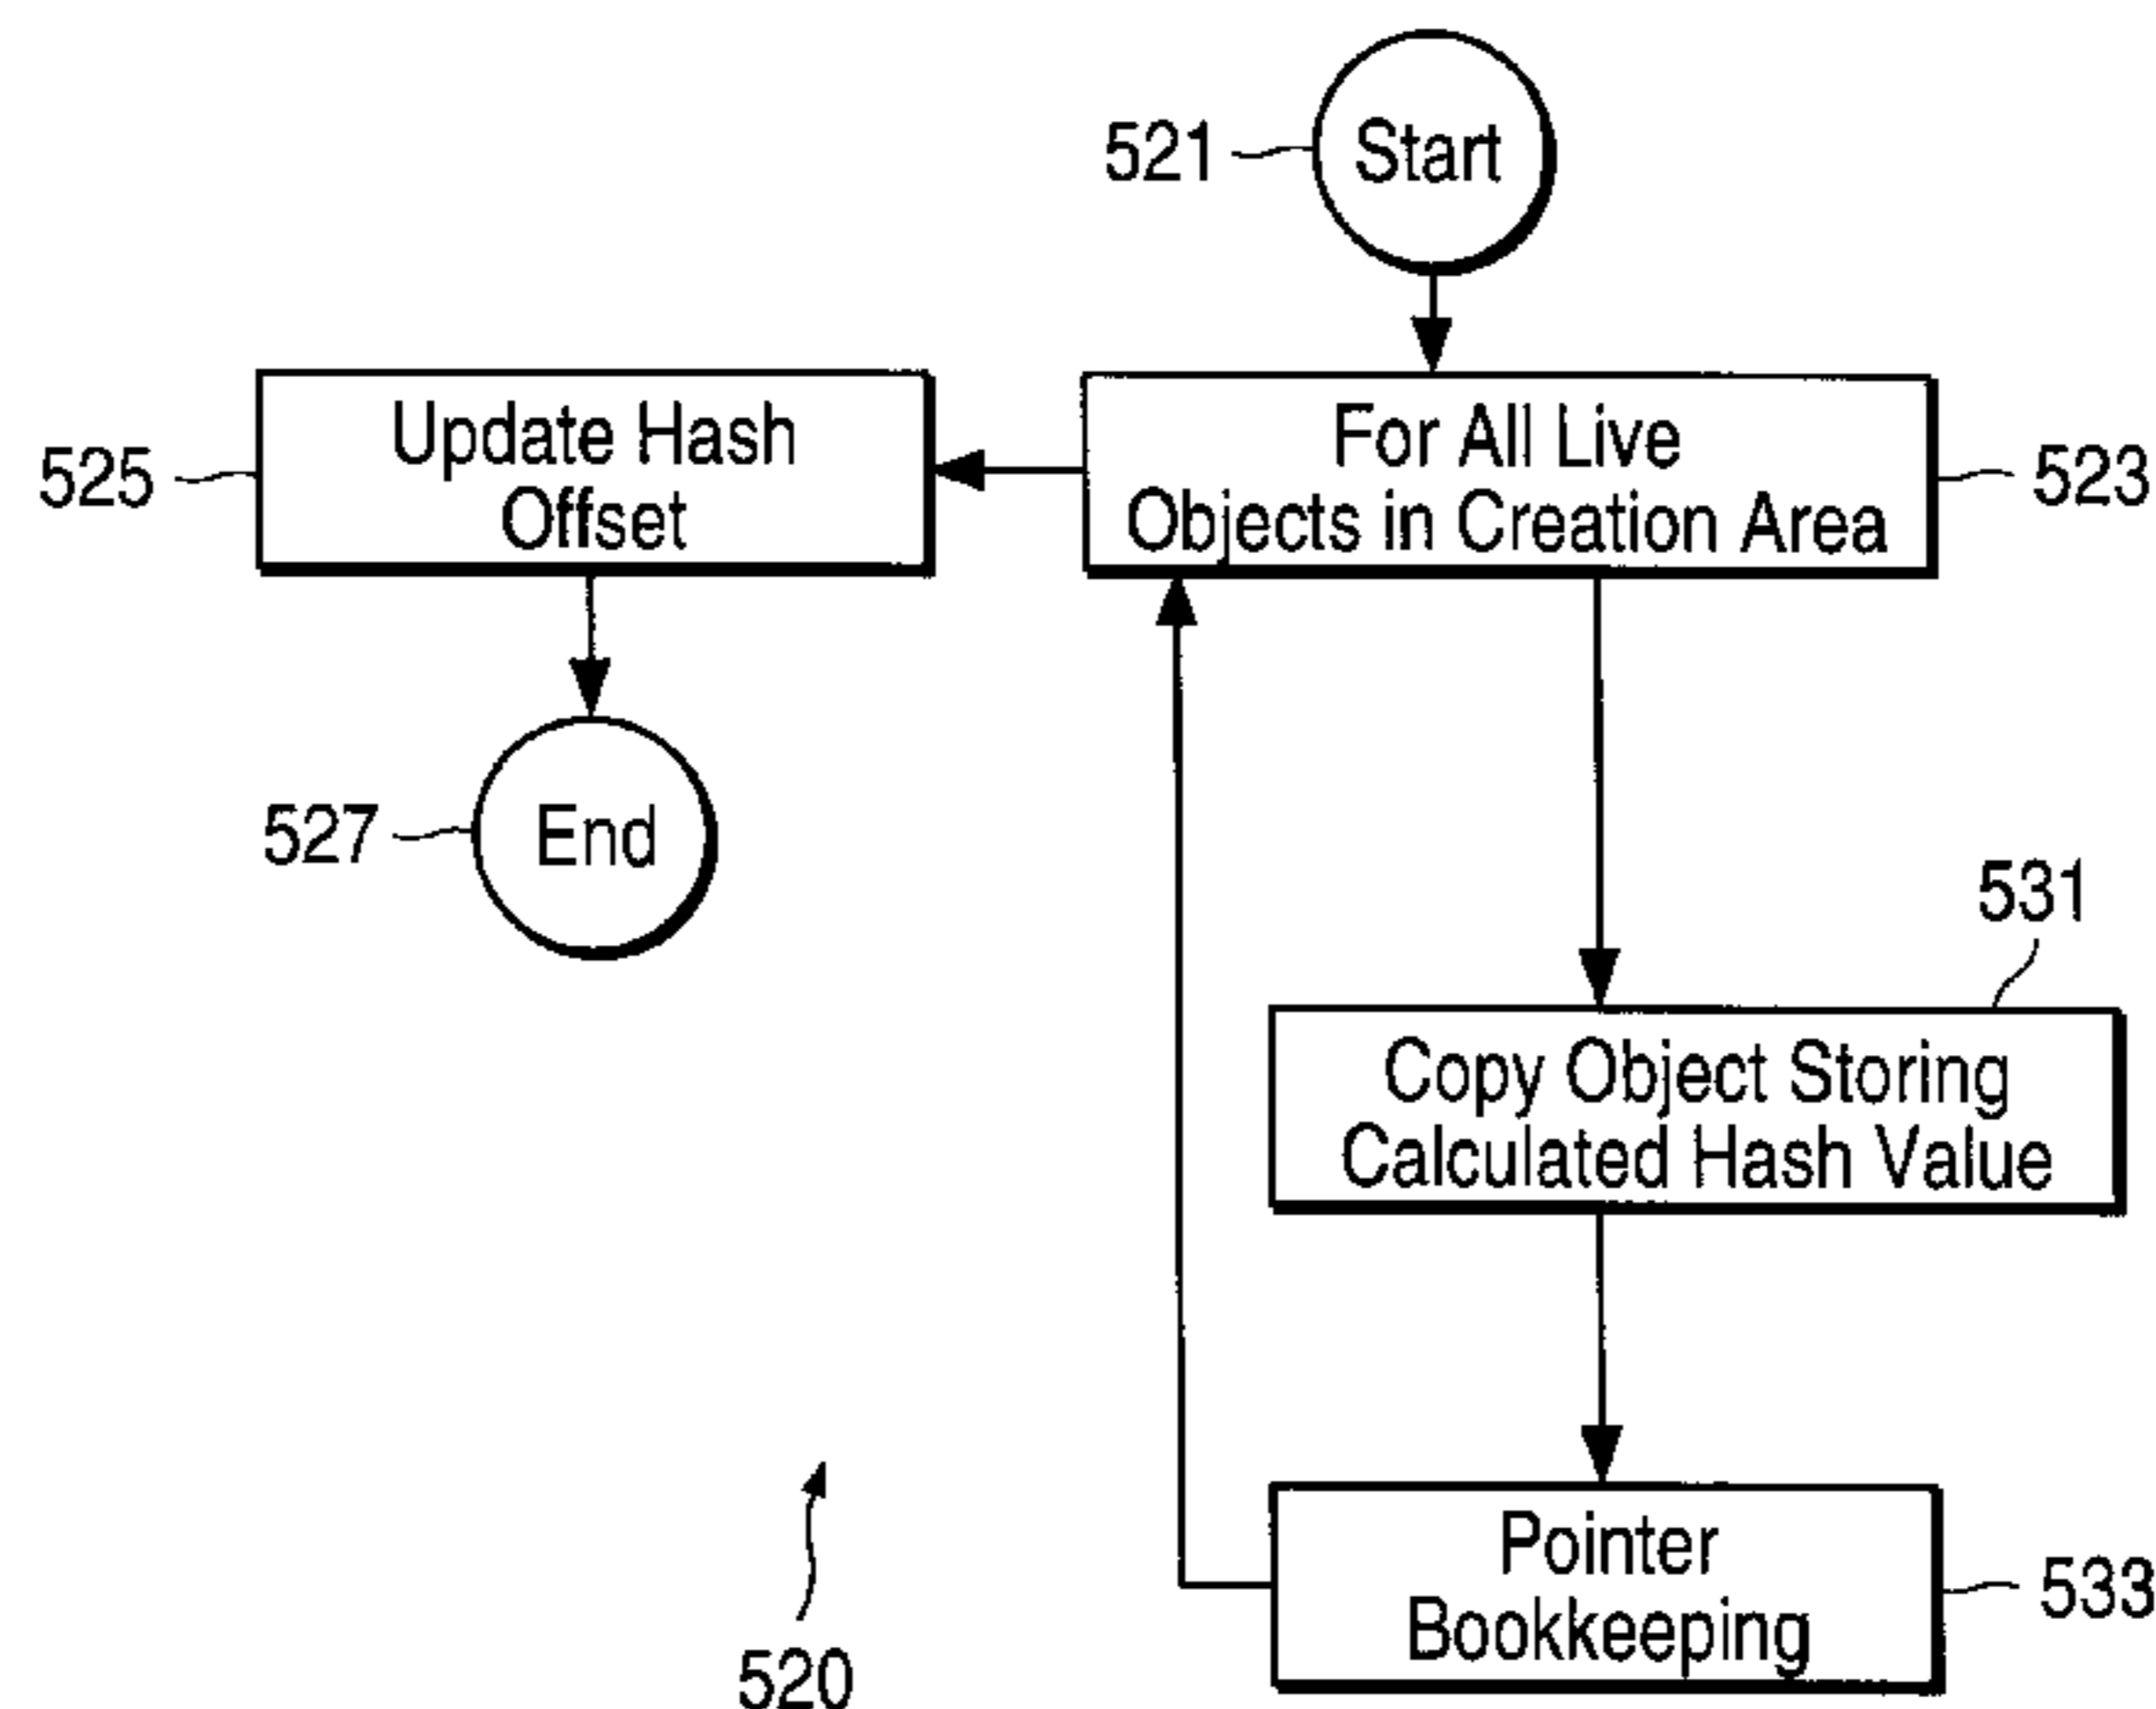 521
Start
Update Hash
Offset
525
For All Live
Objects in Creation Area
523
527
End
531
Copy Object Storing
Calculated Hash Value
Pointer
Bookkeeping
533
520